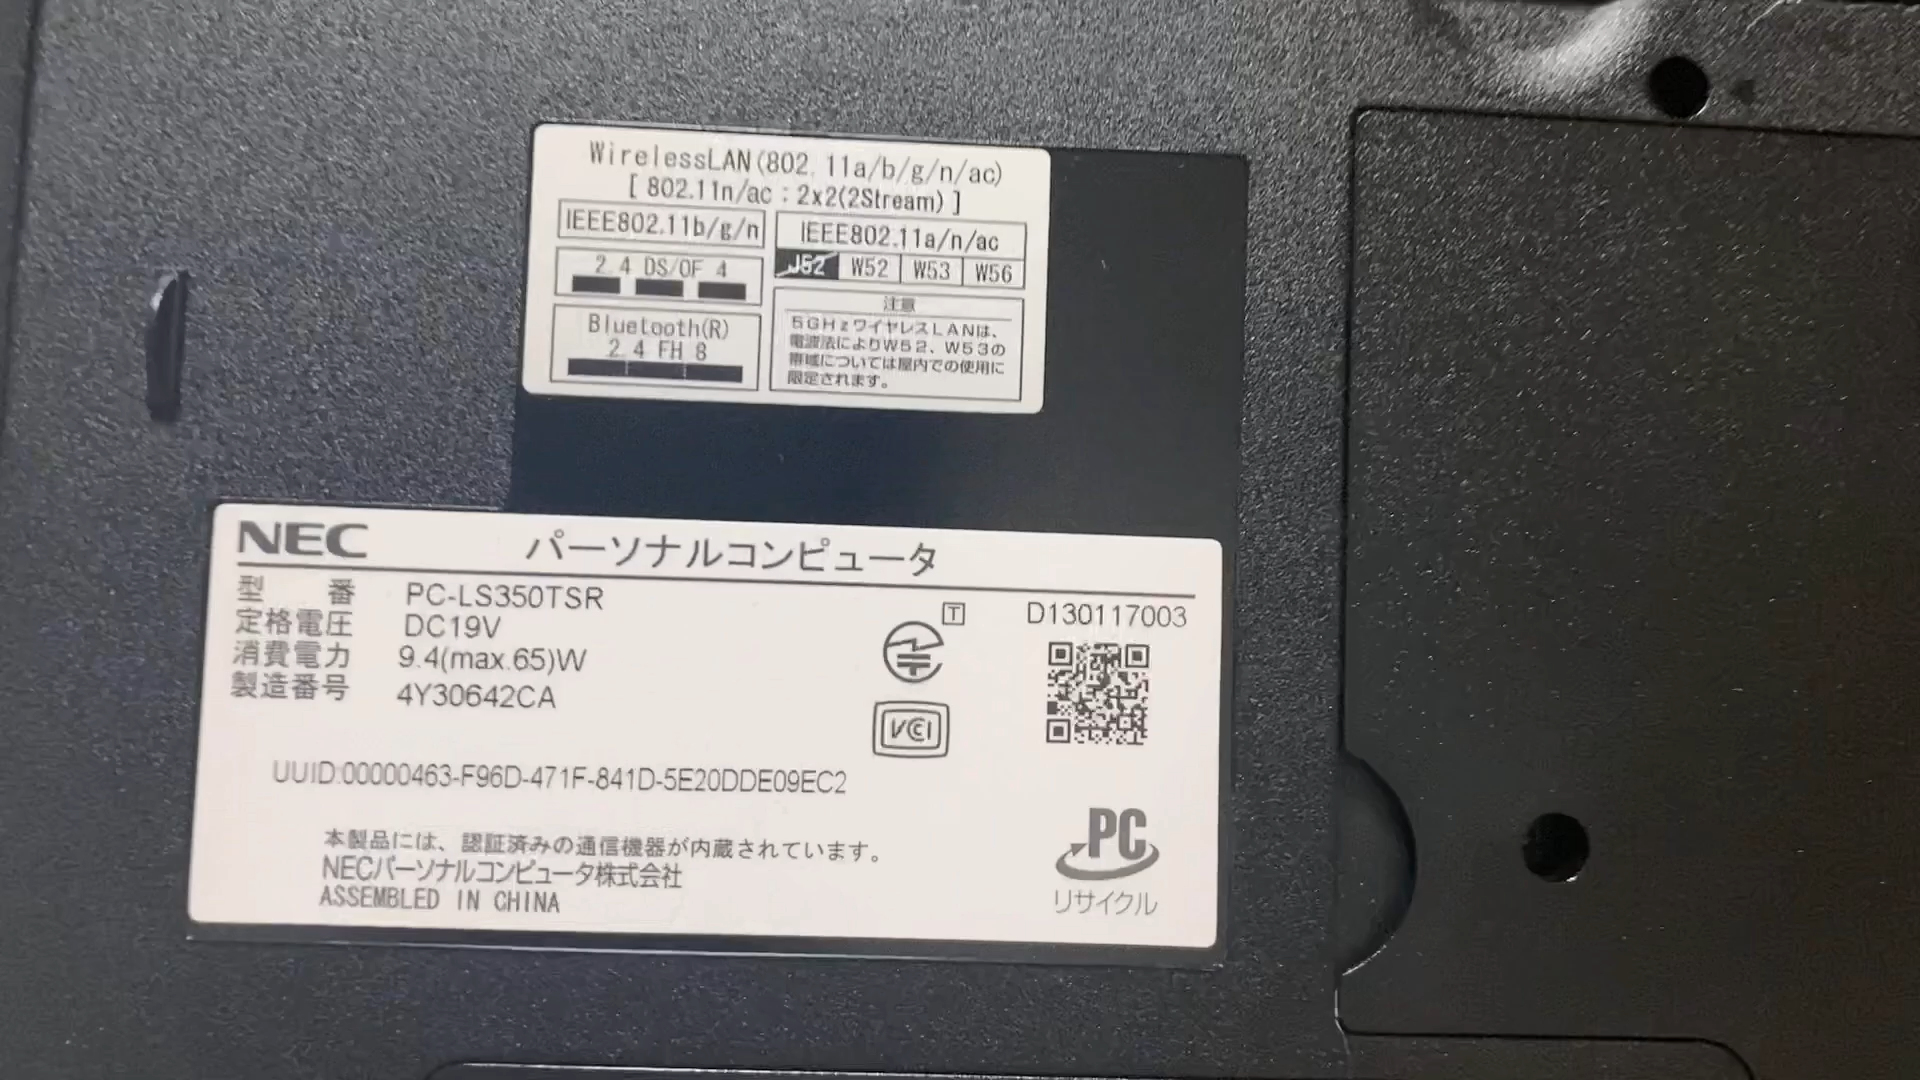 WirelessLAN(802.11a/b/g/n/ac)
[ 802.11n/ac : 2x2(2Stream) ]
IEEE802.11b/g/n
IEEE802.11a/n/ac
2.4 DS/OF 4
J52 W52 W53 W56
Bluetooth(R)
2.4 FH 8
注意
5GHzワイヤレスLANは、
電波法によりW52、W53の
帯域については屋内での使用に
限定されます。
NEC パーソナルコンピュータ
型番 PC-LS350TSR
定格電圧 DC19V
消費電力 9.4(max.65)W
製造番号 4Y30642CA
T
D130117003
VCI
UUID:00000463-F96D-471F-841D-5E20DDE09EC2
本製品には、認証済みの通信機器が内蔵されています。
NECパーソナルコンピュータ株式会社
ASSEMBLED IN CHINA
PC
リサイクル